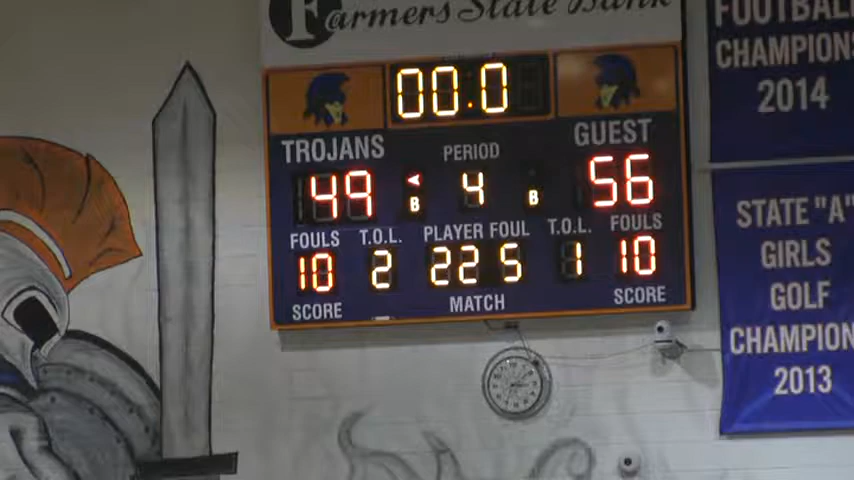 Farmers State Bank
00.0
TROJANS PERIOD GUEST
49 B 4 B 56
FOULS T.O.L. PLAYER FOUL T.O.L. FOULS
10 2 22 5 1 10
SCORE MATCH SCORE
FOOTBALL
CHAMPIONS
2014
STATE "A"
GIRLS
GOLF
CHAMPION
2013